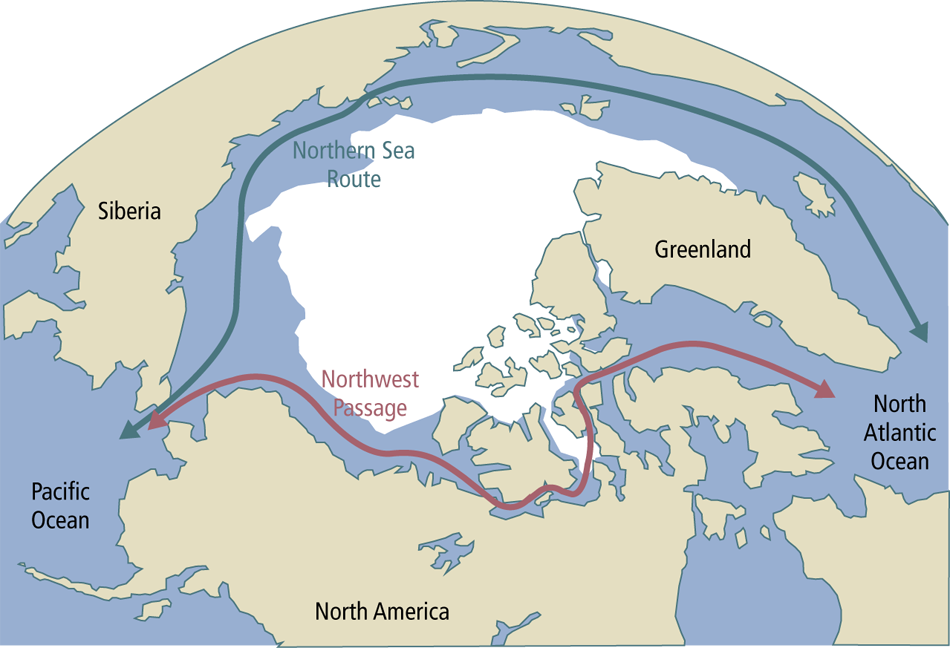 Northern Sea
Route
Siberia
Greenland
Northwest
Passage
North
Atlantic
Ocean
Pacific
Ocean
North America